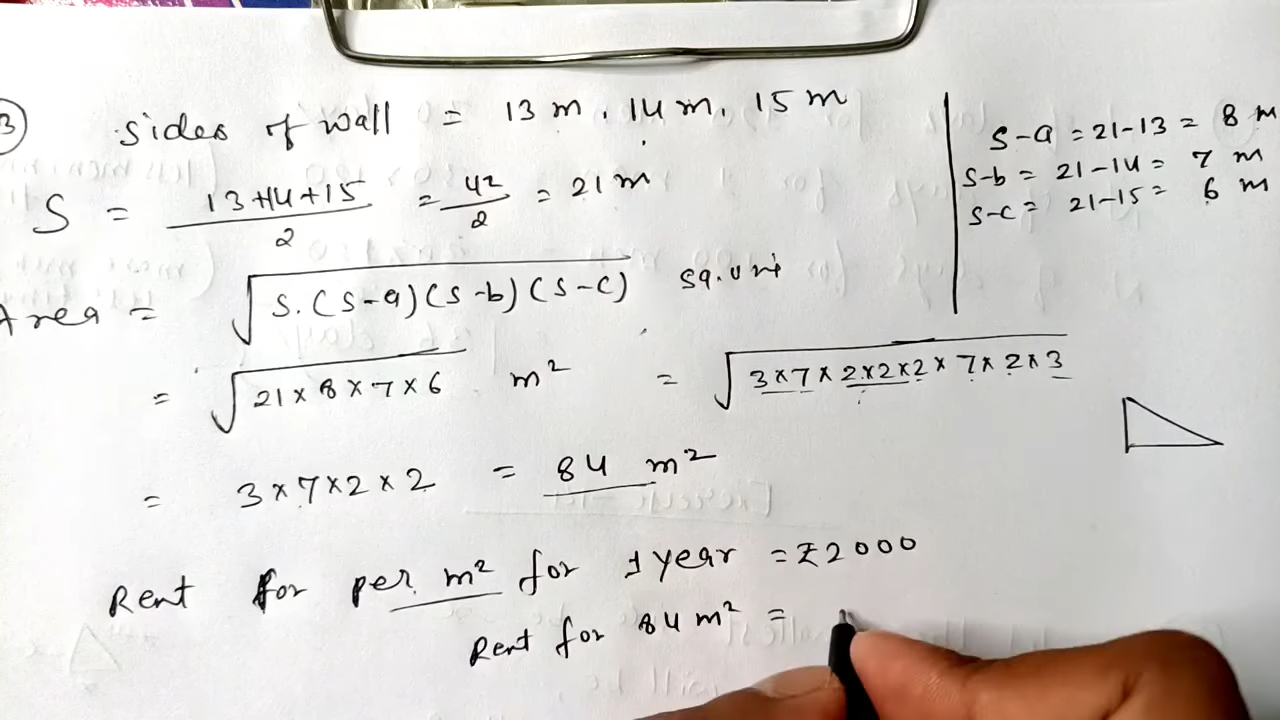 3 Sides of wall = 13 m, 14 m, 15 m
S = 13+14+15/2 = 42/2 = 21 m
S-a = 21-13 = 8 m
S-b = 21-14 = 7 m
S-c = 21-15 = 6 m
Area = √S.(S-a)(S-b)(S-c) sq.uni
= √21×8×7×6 m² = √3×7×2×2×2×7×2×3
= 3×7×2×2 = 84 m²
Rent for per m² for 1 year = ₹2000
Rent for 84 m² =